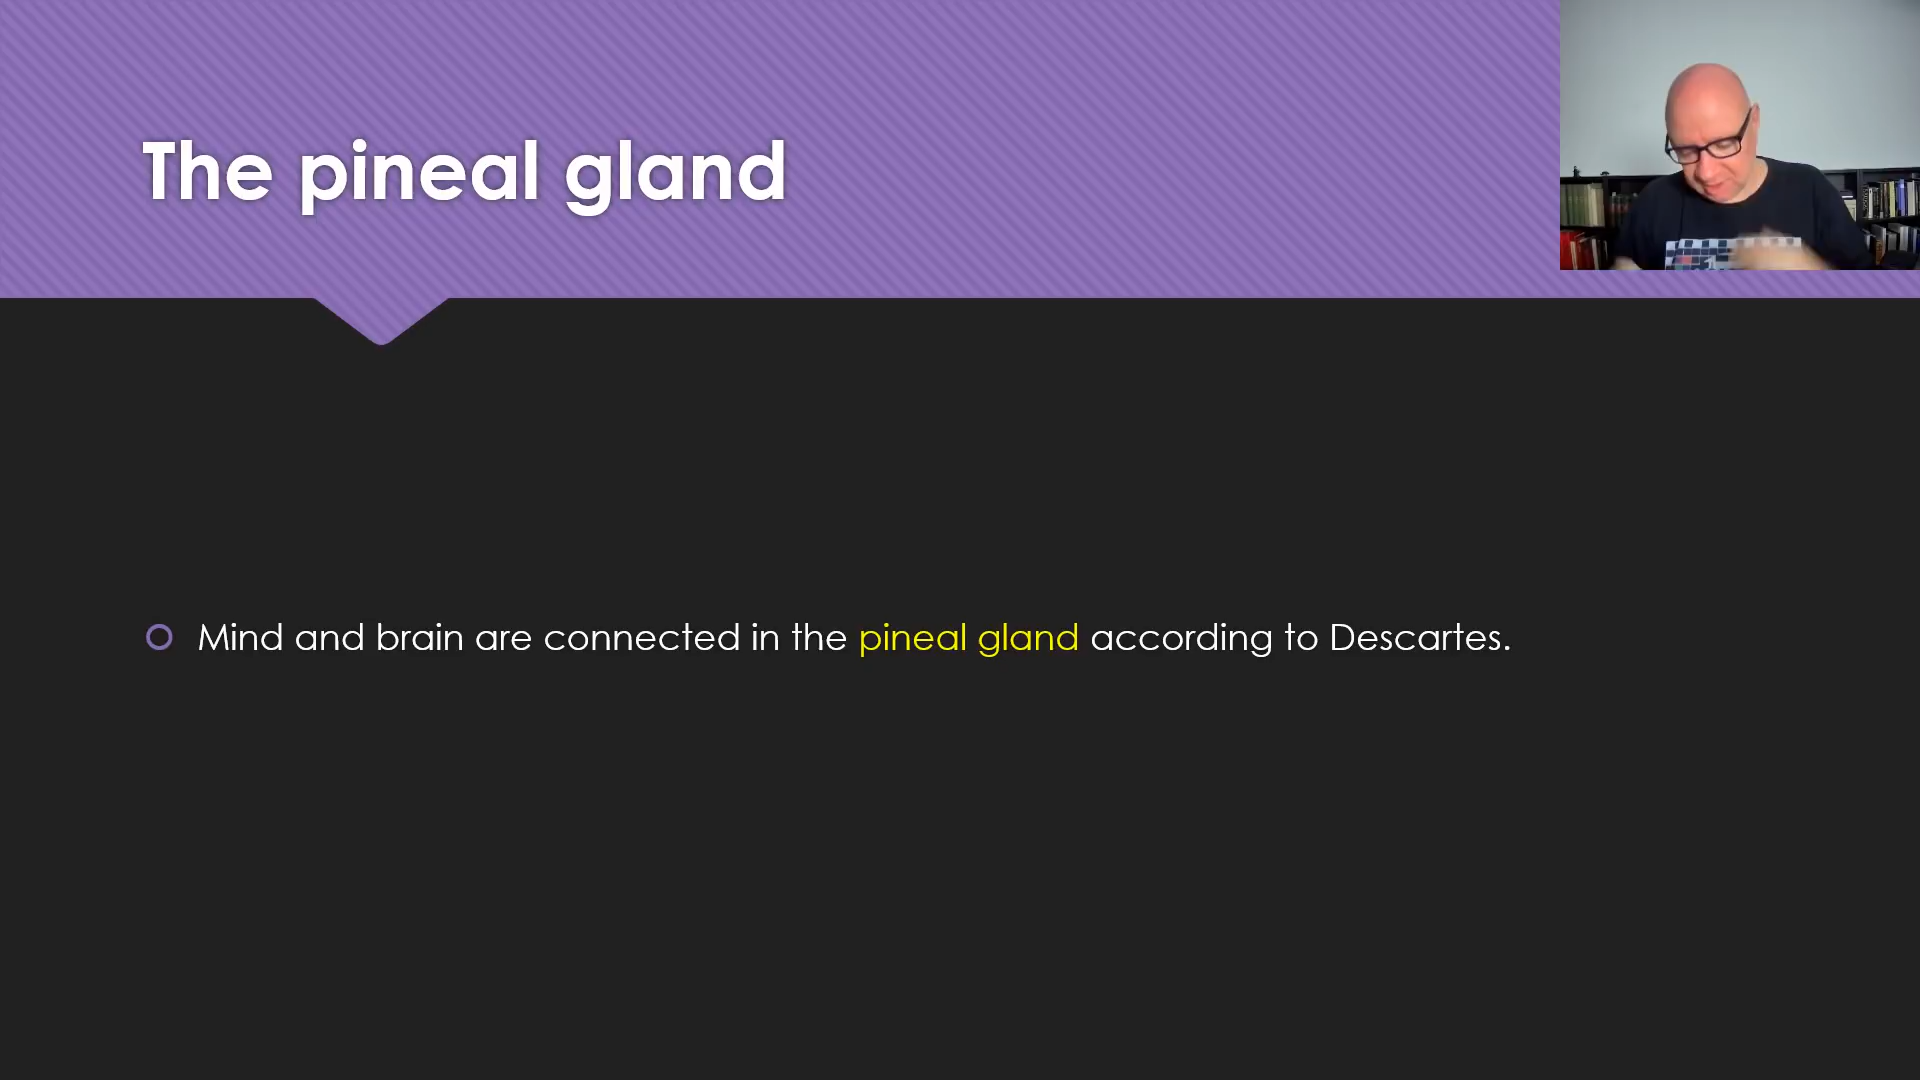 The pineal gland
Mind and brain are connected in the pineal gland according to Descartes.